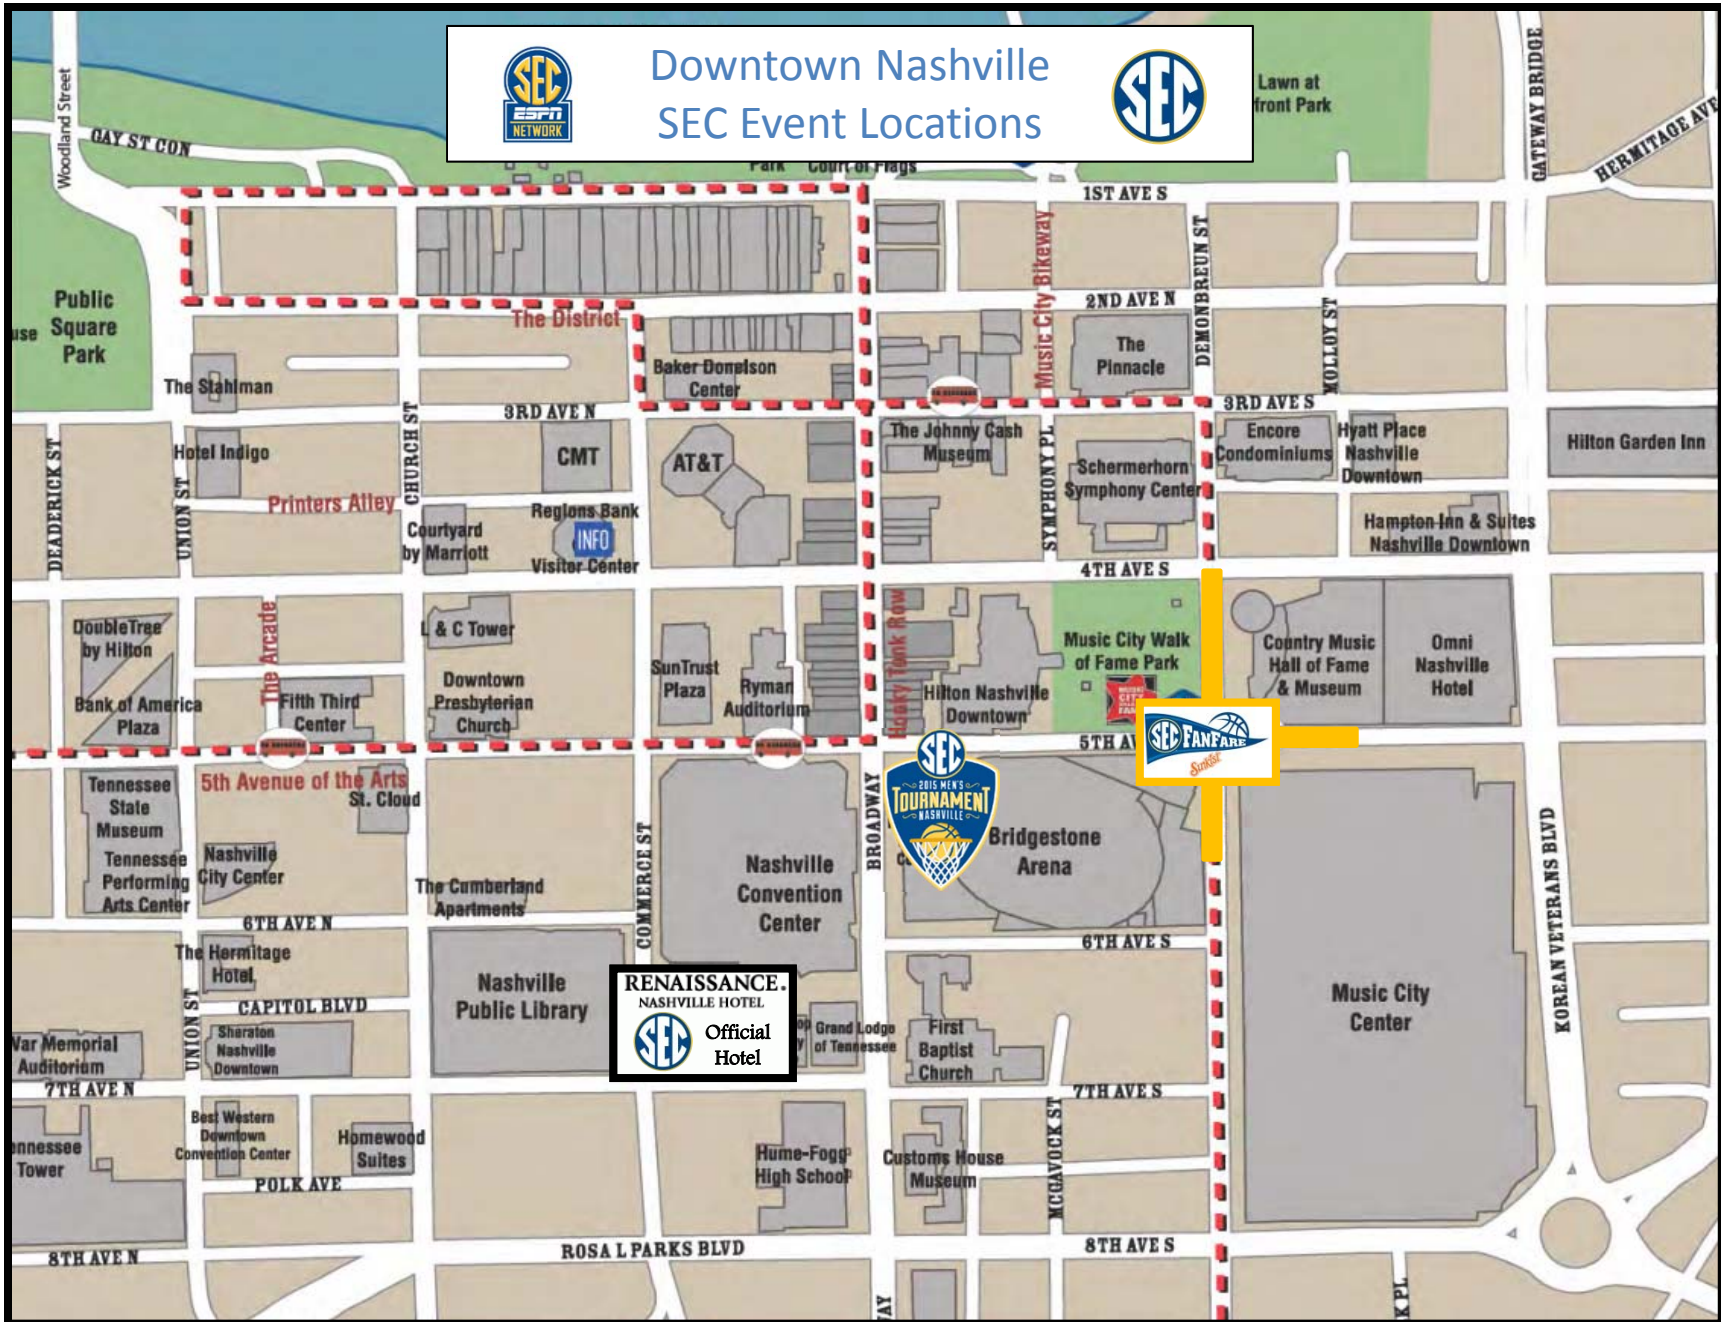 Downtown Nashville
SEC Event Locations
SEC
ESPN
NETWORK
SEC
Lawn at
front Park
GATEWAY BRIDGE
HERMITAGE AVE
Woodland Street
GAY ST CON
Park
Court of Flags
1ST AVE S
Music City Bikeway
DEMONBREUN ST
Public
Square
Park
use
2ND AVE N
The District
MOLLOY ST
The
Pinnacle
Baker Donelson
Center
The Stahlman
3RD AVE N
3RD AVE S
CHURCH ST
DEADERICK ST
UNION ST
Hotel Indigo
CMT
AT&T
The Johnny Cash
Museum
SYMPHONY PL
Schermerhorn
Symphony Center
Encore
Condominiums
Hyatt Place
Nashville
Downtown
Hilton Garden Inn
Printers Alley
Courtyard
by Marriott
Regions Bank
INFO
Visitor Center
Hampton Inn & Suites
Nashville Downtown
4TH AVE S
DoubleTree
by Hilton
The Arcade
L & C Tower
Honky Tonk Row
Music City Walk
of Fame Park
MUSIC
CITY
Country Music
Hall of Fame
& Museum
Omni
Nashville
Hotel
SunTrust
Plaza
Ryman
Auditorium
Hilton Nashville
Downtown
Bank of America
Plaza
Fifth Third
Center
Downtown
Presbyterian
Church
5TH AV
SEC FANFARE
Sunkist
5th Avenue of the Arts
St. Cloud
Tennessee
State
Museum
Tennessee
Performing
Arts Center
Nashville
City Center
The Cumberland
Apartments
COMMERCE ST
Nashville
Convention
Center
BROADWAY
SEC
2015 MEN'S
TOURNAMENT
NASHVILLE
Bridgestone
Arena
KOREAN VETERANS BLVD
6TH AVE N
6TH AVE S
The Hermitage
Hotel
CAPITOL BLVD
UNION ST
Sheraton
Nashville
Downtown
Nashville
Public Library
RENAISSANCE.
NASHVILLE HOTEL
SEC
Official
Hotel
Grand Lodge
of Tennessee
First
Baptist
Church
Music City
Center
War Memorial
Auditorium
7TH AVE N
7TH AVE S
Best Western
Downtown
Convention Center
Homewood
Suites
ennessee
Tower
Hume-Fogg
High School
Customs House
Museum
MCGAVOCK ST
POLK AVE
8TH AVE N
ROSA L PARKS BLVD
8TH AVE S
WAY
K PL